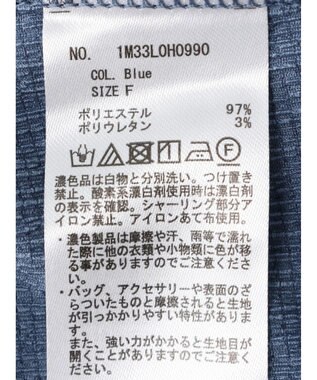 NO. 1M33L0H0990
COL. Blue
SIZE F
ポリエステル 97%
ポリウレタン 3%
濃色品は白物と分別洗い。つけ置き
禁止。酸素系漂白剤使用時は漂白剤
の表示を確認。シャーリング部分ア
イロン禁止。アイロンあて布使用。
・濃色製品は摩擦や汗、雨等で濡れ
た際に他の衣類や小物類に色が移
る事がありますのでご注意くださ
い。
・バッグ、アクセサリーや表面のざ
らついたものと摩擦されると生地
が引っかかりやすい特性がありま
す。
また、強い力がかかると生地目が
開くことがありますのでご注意く
ださい。